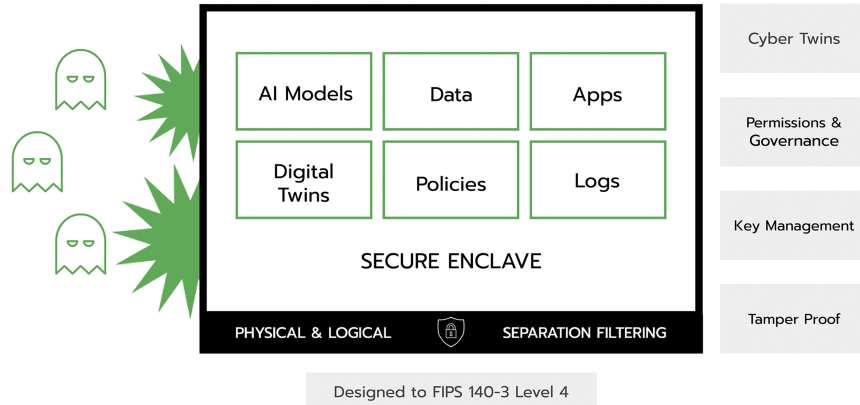 AI Models
Data
Apps
Digital
Twins
Policies
Logs
SECURE ENCLAVE
PHYSICAL & LOGICAL
SEPARATION FILTERING
Cyber Twins
Permissions &
Governance
Key Management
Tamper Proof
Designed to FIPS 140-3 Level 4